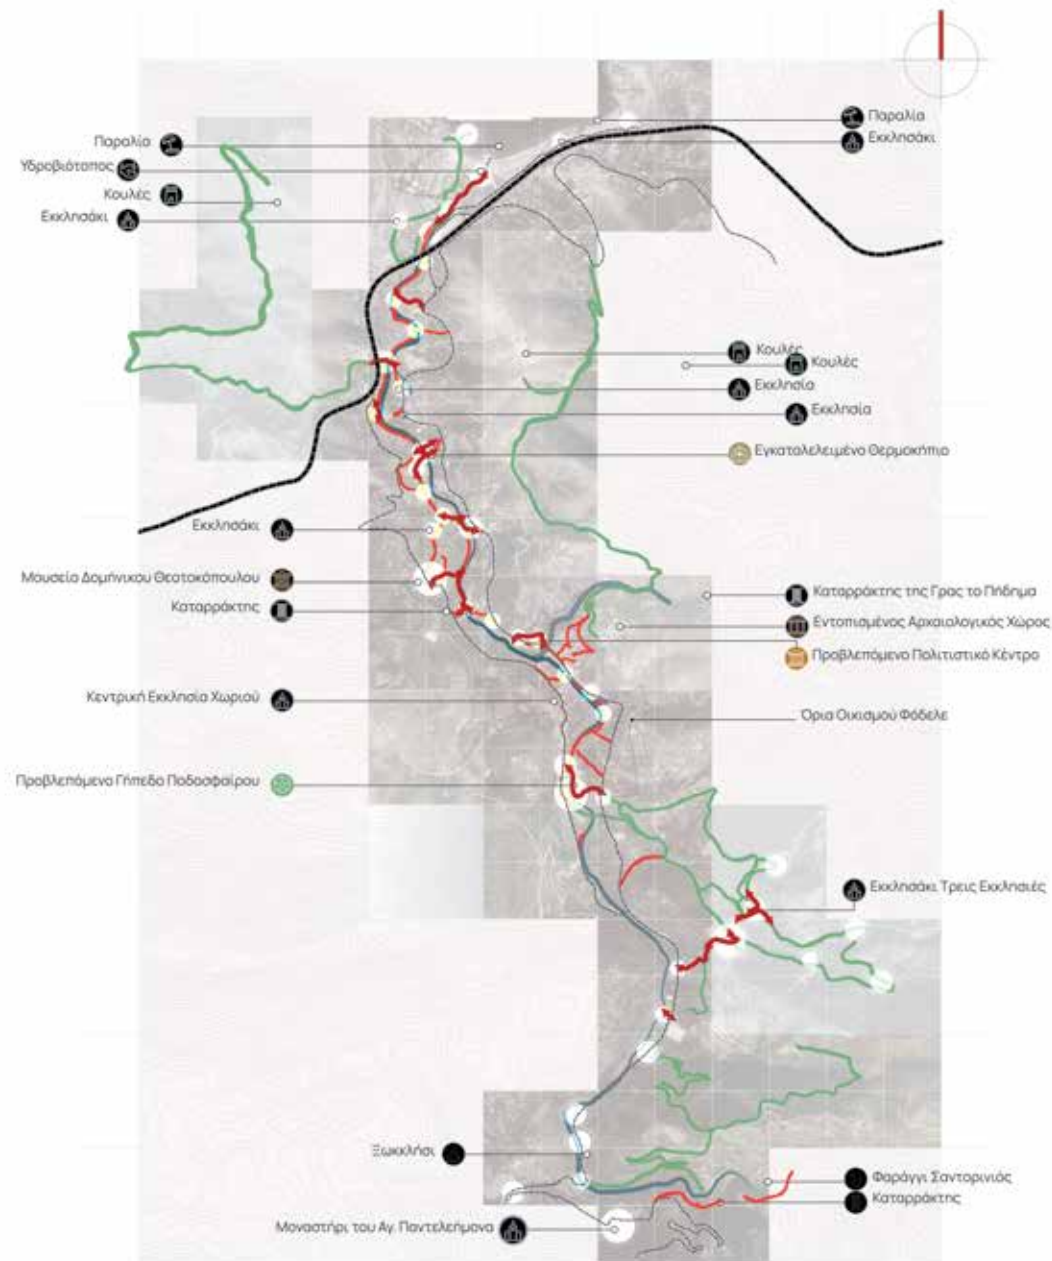 Παραλία
Εκκλησάκι
Παραλία
Υδροβιότοπος
Κουλές
Εκκλησάκι
Κουλές
Κουλές
Εκκλησία
Εκκλησία
Εγκαταλελειμένο Θερμοκήπιο
Εκκλησάκι
Μουσείο Δομήνικου Θεοτοκόπουλου
Καταρράκτης
Καταρράκτης της Γρας το Πήδημα
Εντοπισμένος Αρχαιολογικός Χώρος
Προβλεπόμενο Πολιτιστικό Κέντρο
Κεντρική Εκκλησία Χωριού
Όρια Οικισμού Φόδελε
Προβλεπόμενο Γήπεδο Ποδοσφαίρου
Εκκλησάκι Τρεις Εκκλησιές
Ξωκκλήσι
Φαράγγι Σανταρινιός
Καταρράκτης
Μοναστήρι του Αγ. Παντελεήμονα